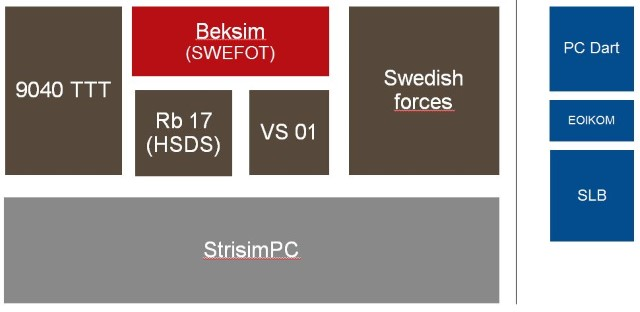 9040 TTT
Beksim
(SWEFOT)
Rb 17
(HSDS)
VS 01
Swedish
forces
StrisimPC
PC Dart
EOIKOM
SLB